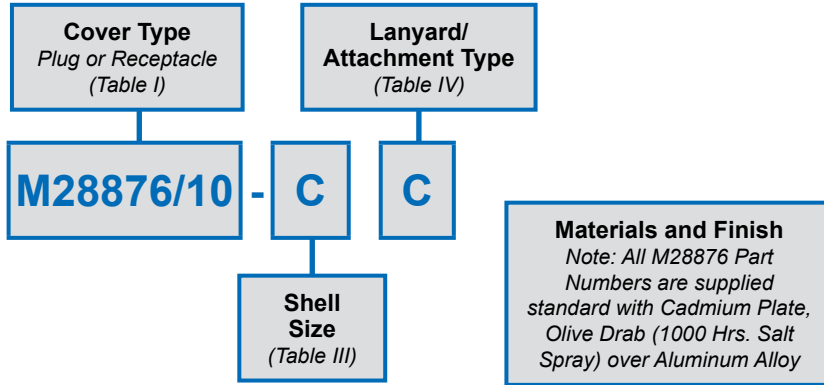 Cover Type
Plug or Receptacle
(Table I)
Lanyard/
Attachment Type
(Table IV)
M28876/10 - C C
Shell
Size
(Table III)
Materials and Finish
Note: All M28876 Part
Numbers are supplied
standard with Cadmium Plate,
Olive Drab (1000 Hrs. Salt
Spray) over Aluminum Alloy